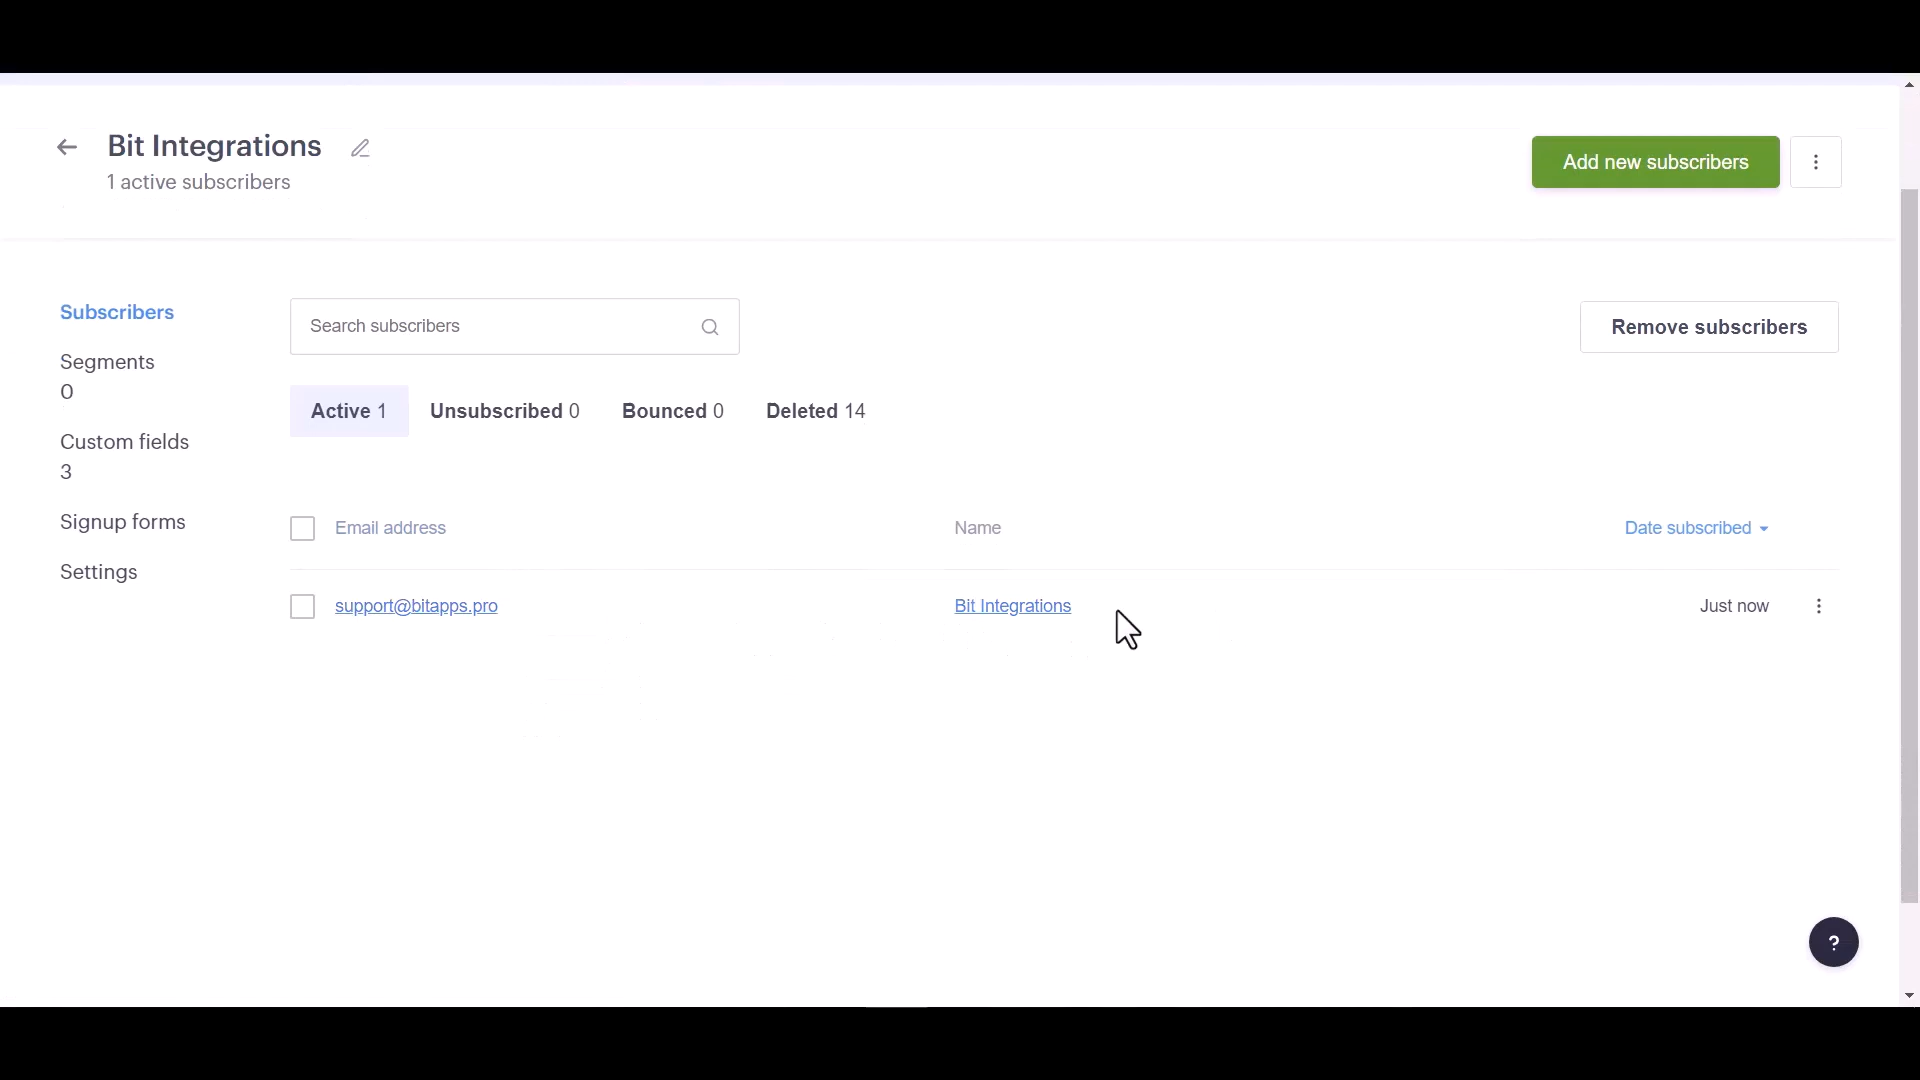 Bit Integrations
1 active subscribers
Add new subscribers
Subscribers
Segments
0
Custom fields
3
Signup forms
Settings
Search subscribers
Remove subscribers
Active 1 Unsubscribed 0 Bounced 0 Deleted 14
Email address Name Date subscribed
support@bitapps.pro Bit Integrations Just now
?